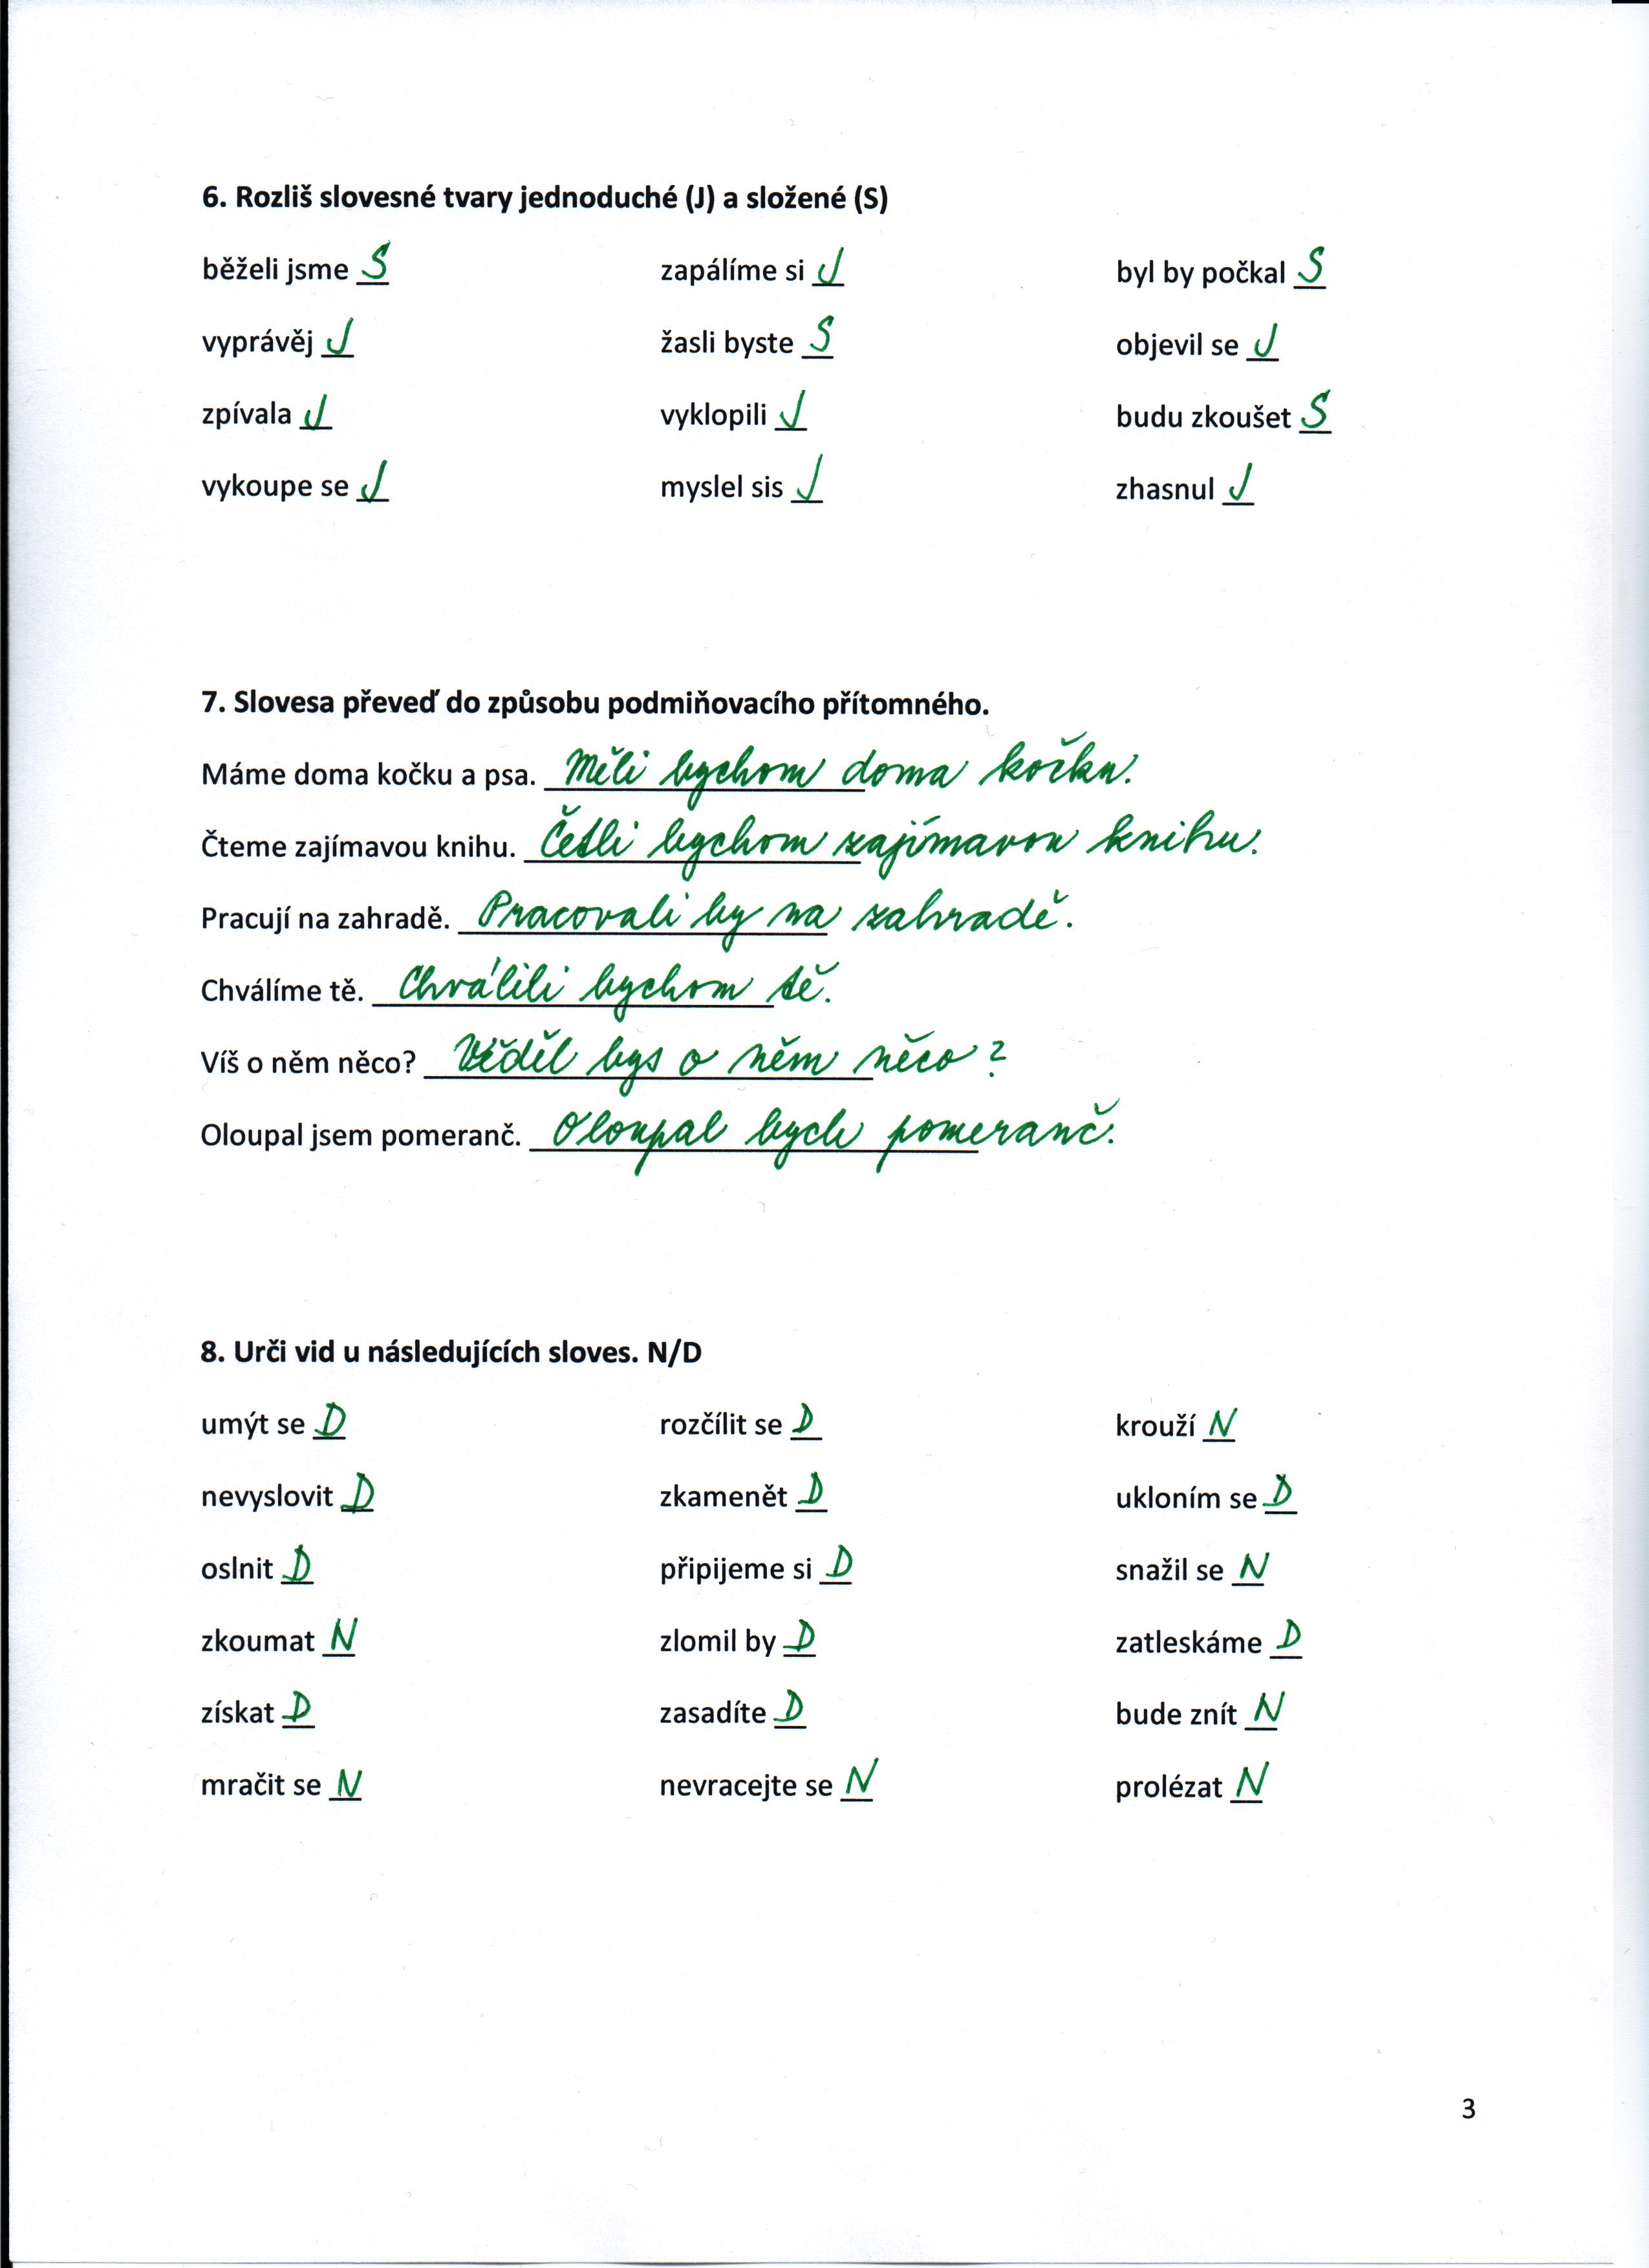 6. Rozliš slovesné tvary jednoduché (J) a složené (S)
běželi jsme S zapálíme si J byl by počkal S
vyprávěj J žasli byste S objevil se J
zpívala J vyklopili J budu zkoušet S
vykoupe se J myslel sis J zhasnul J
7. Slovesa převeď do způsobu podmiňovacího přítomného.
Máme doma kočku a psa. Měli bychom doma kočku.
Čteme zajímavou knihu. Četli bychom zajímavou knihu.
Pracují na zahradě. Pracovali by na zahradě.
Chválíme tě. Chválili bychom tě.
Víš o něm něco? Věděl bys o něm něco?
Oloupal jsem pomeranč. Oloupal bych pomeranč.
8. Urči vid u následujících sloves. N/D
umýt se D rozčílit se D krouží N
nevyslovit D zkamenět D ukloním se D
oslnit D připijeme si D snažil se N
zkoumat N zlomil by D zatleskáme D
získat D zasadíte D bude znít N
mračit se N nevracejte se N prolézat N
3